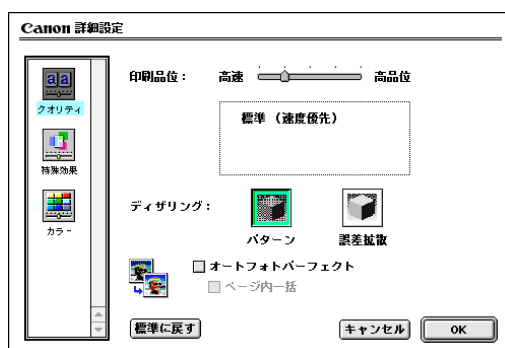 Canon 詳細設定
クオリティ
特殊効果
カラー
印刷品位： 高速 高品位
標準 （速度優先）
ディザリング：
パターン 誤差拡散
オートフォトパーフェクト
ページ内一括
標準に戻す キャンセル OK